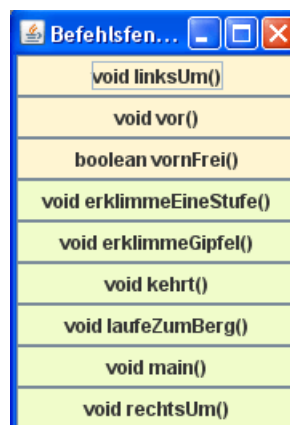 Befehlsfen...
void linksUm()
void vor()
boolean vornFrei()
void erklimmeEineStufe()
void erklimmeGipfel()
void kehrt()
void laufeZumBerg()
void main()
void rechtsUm()